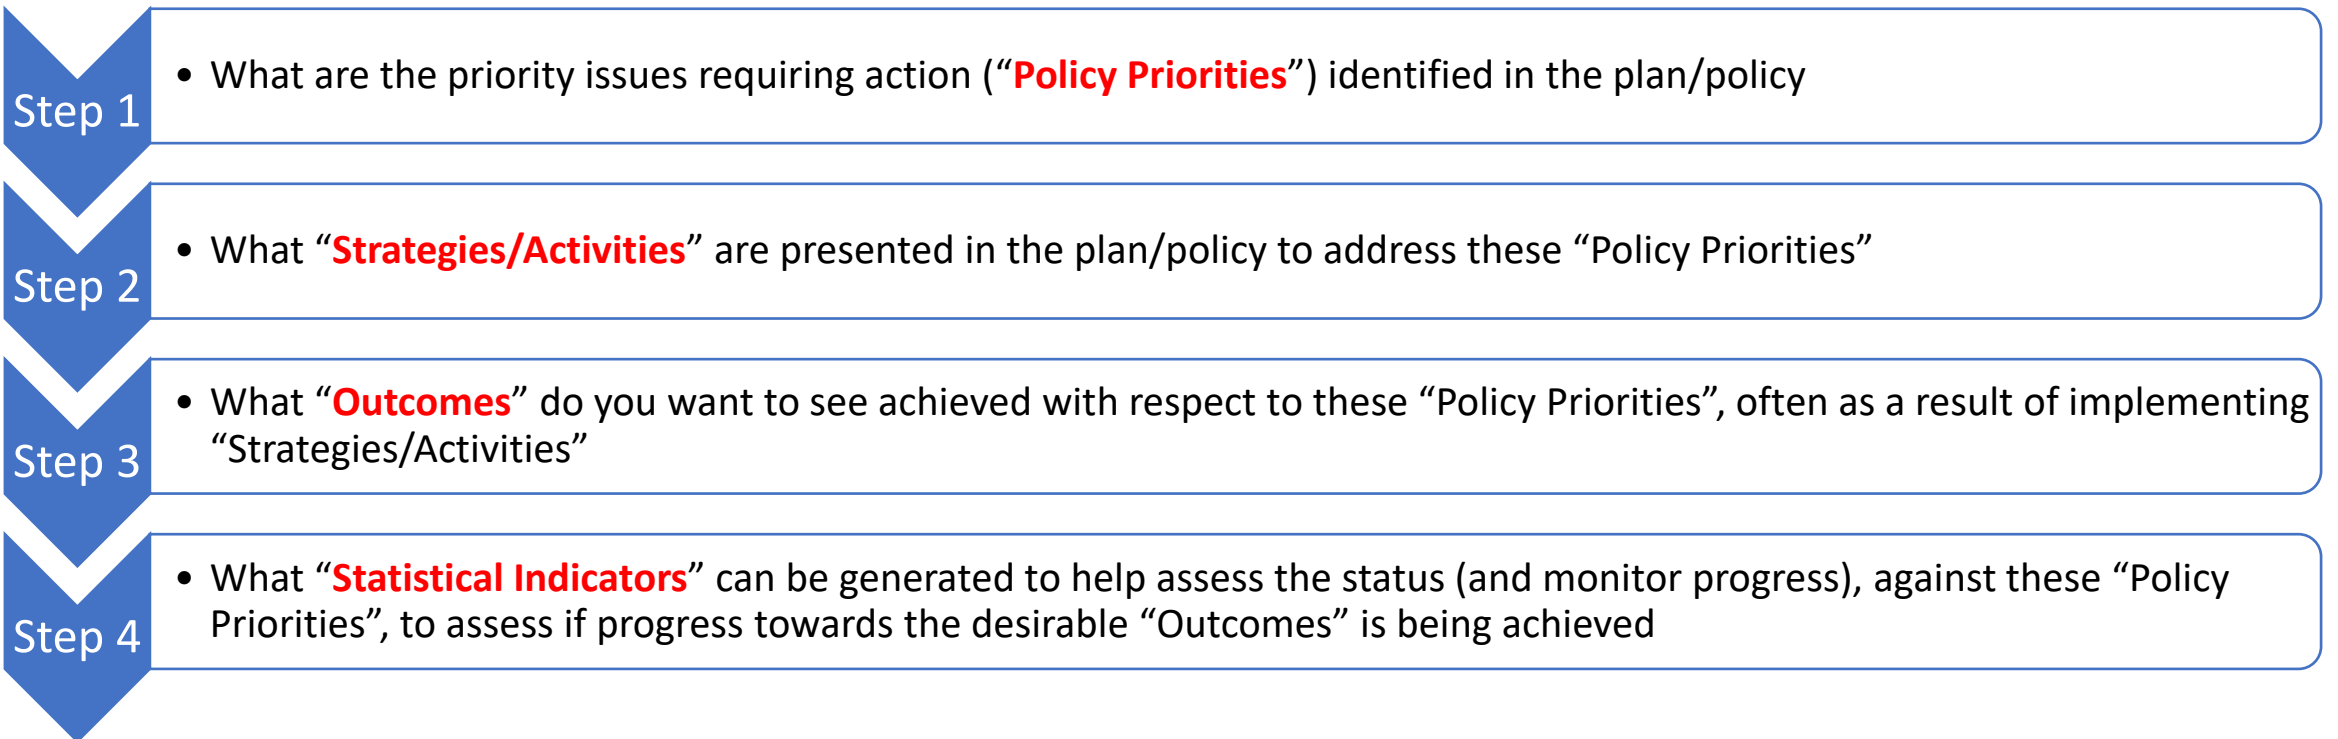 Step 1
• What are the priority issues requiring action (“Policy Priorities”) identified in the plan/policy
Step 2
• What “Strategies/Activities” are presented in the plan/policy to address these “Policy Priorities”
Step 3
• What “Outcomes” do you want to see achieved with respect to these “Policy Priorities”, often as a result of implementing
“Strategies/Activities”
Step 4
• What “Statistical Indicators” can be generated to help assess the status (and monitor progress), against these “Policy
Priorities”, to assess if progress towards the desirable “Outcomes” is being achieved